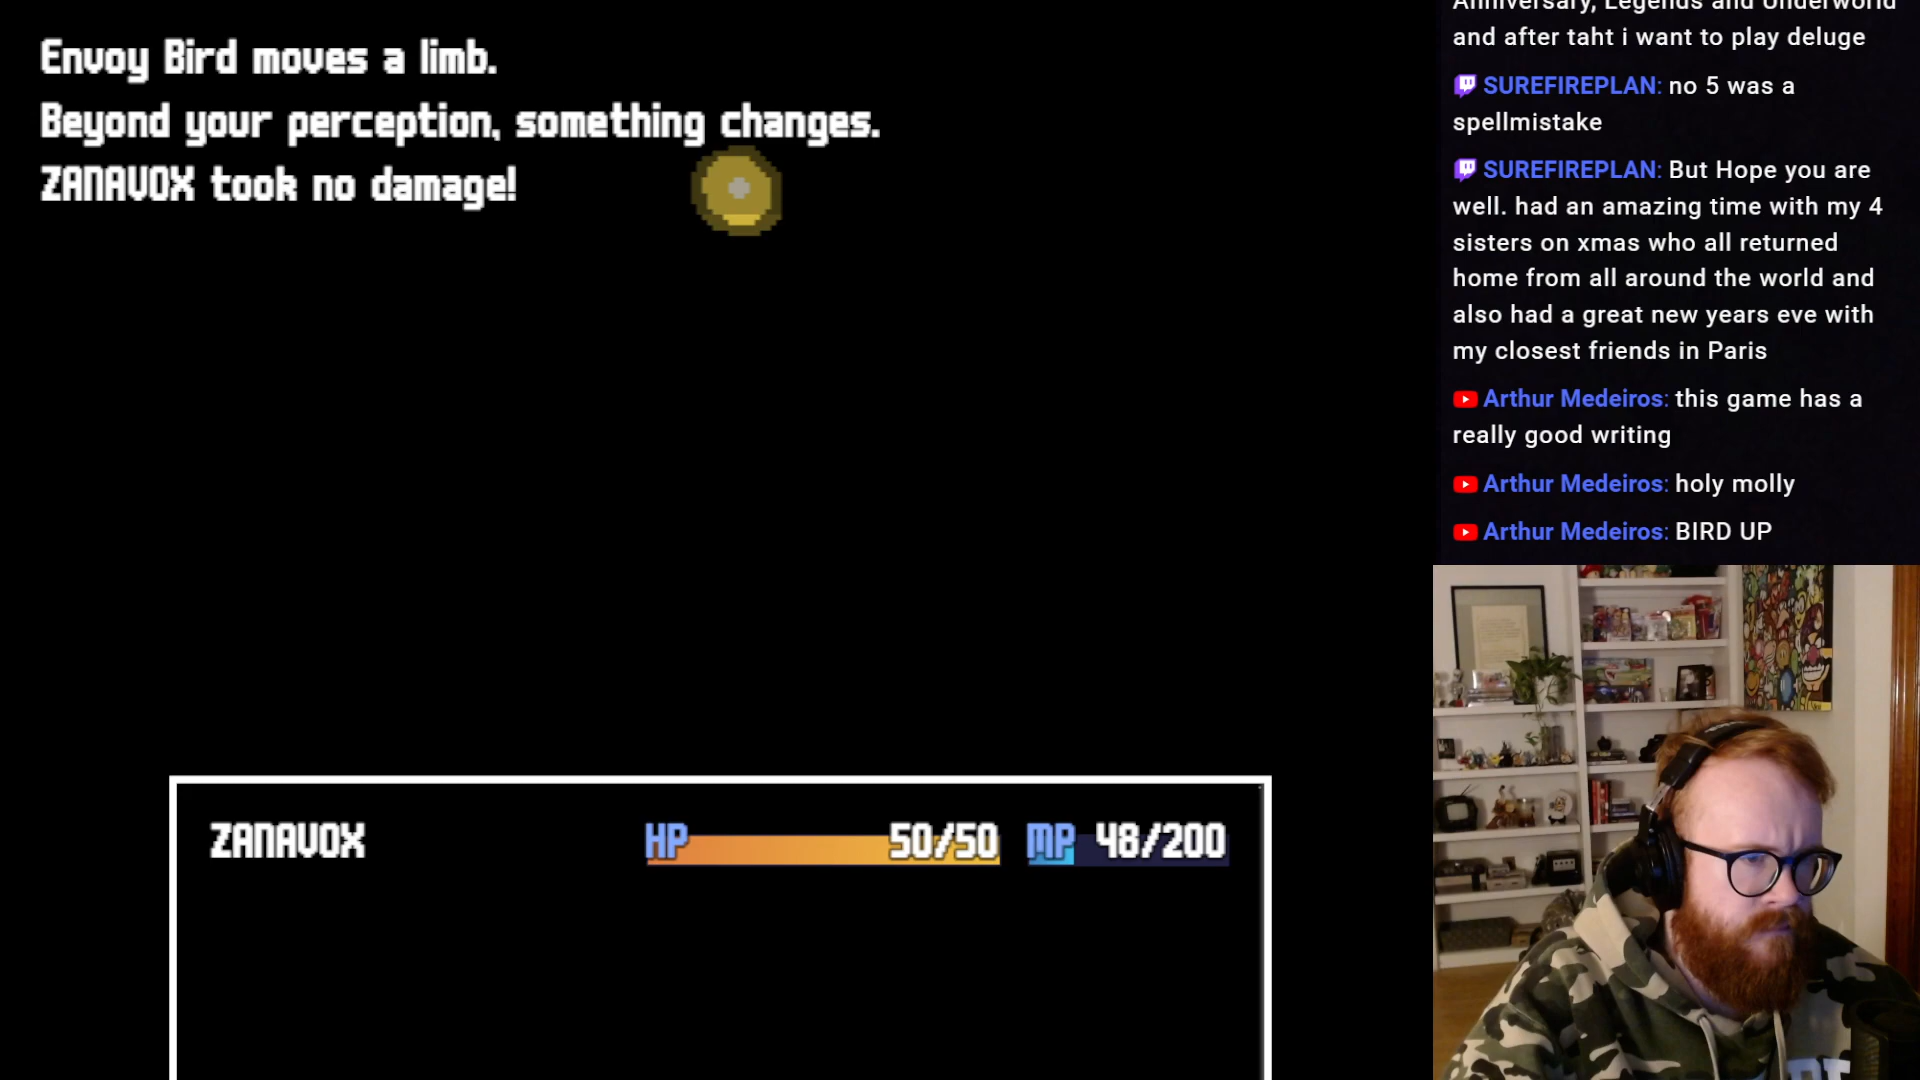 Envoy Bird moves a limb.
Beyond your perception, something changes.
ZANAVOX took no damage!
ZANAVOX HP 50/50 MP 48/200
Anniversary, Legends and Underworld
and after taht i want to play deluge
SUREFIREPLAN: no 5 was a
spellmistake
SUREFIREPLAN: But Hope you are
well. had an amazing time with my 4
sisters on xmas who all returned
home from all around the world and
also had a great new years eve with
my closest friends in Paris
Arthur Medeiros: this game has a
really good writing
Arthur Medeiros: holy molly
Arthur Medeiros: BIRD UP